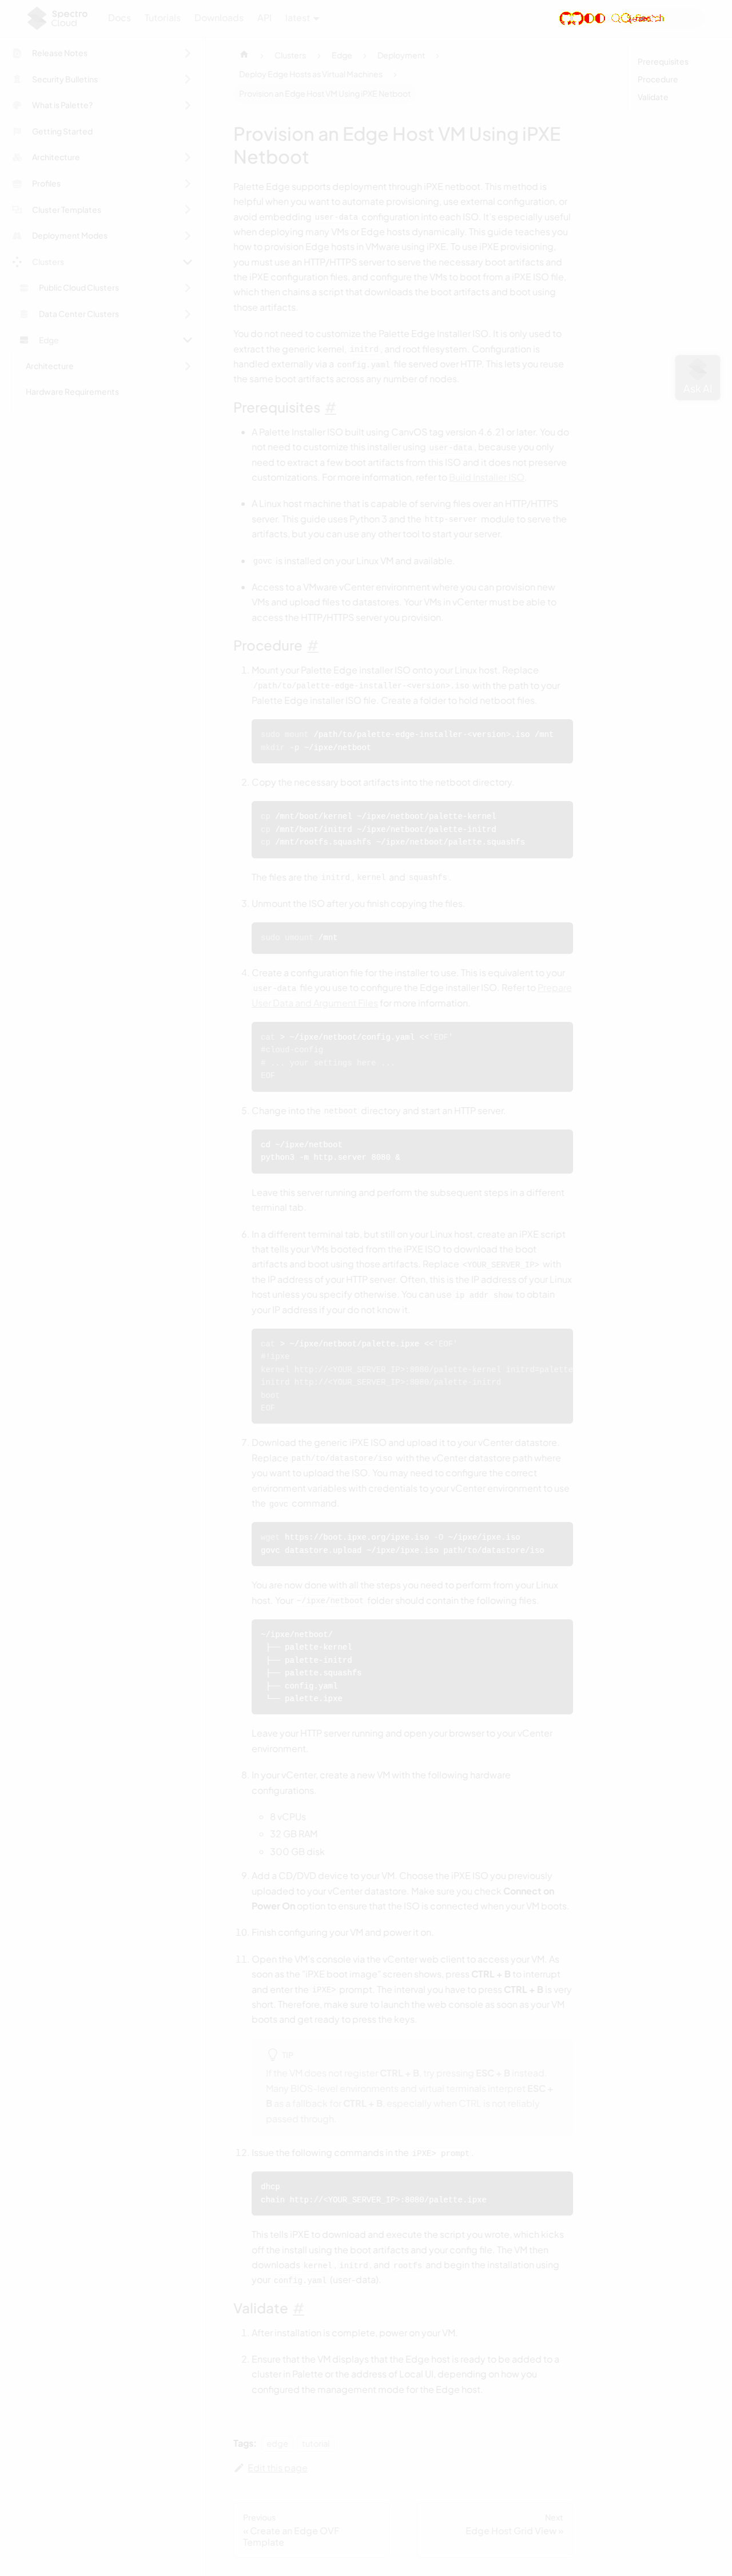 Spectro Cloud
Docs
Tutorials
Downloads
API
latest
Search
Release Notes
Security Bulletins
What is Palette?
Getting Started
Architecture
Profiles
Cluster Templates
Deployment Modes
Clusters
Public Cloud Clusters
Data Center Clusters
Edge
Architecture
Hardware Requirements
Clusters
Edge
Deployment
Deploy Edge Hosts as Virtual Machines
Provision an Edge Host VM Using iPXE Netboot
Prerequisites
Procedure
Validate
Ask AI
Provision an Edge Host VM Using iPXE
Netboot
Palette Edge supports deployment through iPXE netboot. This method is
helpful when you want to automate provisioning, use external configuration, or
avoid embedding user-data configuration into each ISO. It's especially useful
when deploying many VMs or Edge hosts dynamically. This guide teaches you
how to provision Edge hosts in VMware using iPXE. To use iPXE provisioning,
you must use an HTTP/HTTPS server to serve the necessary boot artifacts and
the iPXE configuration files, and configure the VMs to boot from a iPXE ISO file,
which then chains a script that downloads the boot artifacts and boot using
those artifacts.
You do not need to customize the Palette Edge Installer ISO. It is only used to
extract the generic kernel, initrd, and root filesystem. Configuration is
handled externally via a config.yaml file served over HTTP. This lets you reuse
the same boot artifacts across any number of nodes.
Prerequisites #
• A Palette Installer ISO built using CanvOS tag version 4.6.21 or later. You do
not need to customize this installer using user-data, because you only
need to extract a few boot artifacts from this ISO and it does not preserve
customizations. For more information, refer to Build Installer ISO.
• A Linux host machine that is capable of serving files over an HTTP/HTTPS
server. This guide uses Python 3 and the http-server module to serve the
artifacts, but you can use any other tool to start your server.
• govc is installed on your Linux VM and available.
• Access to a VMware vCenter environment where you can provision new
VMs and upload files to datastores. Your VMs in vCenter must be able to
access the HTTP/HTTPS server you provision.
Procedure #
1. Mount your Palette Edge installer ISO onto your Linux host. Replace
/path/to/palette-edge-installer-<version>.iso with the path to your
Palette Edge installer ISO file. Create a folder to hold netboot files.
sudo mount /path/to/palette-edge-installer-<version>.iso /mnt
mkdir -p ~/ipxe/netboot
2. Copy the necessary boot artifacts into the netboot directory.
cp /mnt/boot/kernel ~/ipxe/netboot/palette-kernel
cp /mnt/boot/initrd ~/ipxe/netboot/palette-initrd
cp /mnt/rootfs.squashfs ~/ipxe/netboot/palette.squashfs
The files are the initrd, kernel and squashfs.
3. Unmount the ISO after you finish copying the files.
sudo umount /mnt
4. Create a configuration file for the installer to use. This is equivalent to your
user-data file you use to configure the Edge installer ISO. Refer to Prepare
User Data and Argument Files for more information.
cat > ~/ipxe/netboot/config.yaml <<'EOF'
#cloud-config
# ... your settings here ...
EOF
5. Change into the netboot directory and start an HTTP server.
cd ~/ipxe/netboot
python3 -m http.server 8080 &
Leave this server running and perform the subsequent steps in a different
terminal tab.
6. In a different terminal tab, but still on your Linux host, create an iPXE script
that tells your VMs booted from the iPXE ISO to download the boot
artifacts and boot using those artifacts. Replace <YOUR_SERVER_IP> with
the IP address of your HTTP server. Often, this is the IP address of your Linux
host unless you specify otherwise. You can use ip addr show to obtain
your IP address if your do not know it.
cat > ~/ipxe/netboot/palette.ipxe <<'EOF'
#!ipxe
kernel http://<YOUR_SERVER_IP>:8080/palette-kernel initrd=palette
initrd http://<YOUR_SERVER_IP>:8080/palette-initrd
boot
EOF
7. Download the generic iPXE ISO and upload it to your vCenter datastore.
Replace path/to/datastore/iso with the vCenter datastore path where
you want to upload the ISO. You may need to configure the correct
environment variables with credentials to your vCenter environment to use
the govc command.
wget https://boot.ipxe.org/ipxe.iso -O ~/ipxe/ipxe.iso
govc datastore.upload ~/ipxe/ipxe.iso path/to/datastore/iso
You are now done with all the steps you need to perform from your Linux
host. Your ~/ipxe/netboot folder should contain the following files:
~/ipxe/netboot/
├── palette-kernel
├── palette-initrd
├── palette.squashfs
├── config.yaml
└── palette.ipxe
Leave your HTTP server running and open your browser to your vCenter
environment.
8. In your vCenter, create a new VM with the following hardware
configurations:
8 vCPUs
32 GB RAM
300 GB disk
9. Add a CD/DVD device to your VM. Choose the iPXE ISO you previously
uploaded to your vCenter datastore. Make sure you check Connect on
Power On option to ensure that the ISO is connected when your VM boots.
10. Finish configuring your VM and power it on.
11. Open the VM's console via the vCenter web client to access your VM. As
soon as the "iPXE boot image" screen shows, press CTRL + B to interrupt
and enter the iPXE> prompt. The interval you have to press CTRL + B is very
short. Therefore, make sure to launch the web console as soon as your VM
boots and get ready to press the keys.
TIP
If the VM does not register CTRL + B, try pressing ESC + B instead.
Many BIOS-level environments and virtual terminals interpret ESC +
B as a fallback for CTRL + B, especially when CTRL is not reliably
passed through.
12. Issue the following commands in the iPXE> prompt.
dhcp
chain http://<YOUR_SERVER_IP>:8080/palette.ipxe
This tells iPXE to download and execute the script you wrote, which kicks
off the install using the boot artifacts and your config file. The VM then
downloads kernel, initrd, and rootfs and begin the installation using
your config.yaml (user-data).
Validate #
1. After installation is complete, power on your VM.
2. Ensure that the VM displays that the Edge host is ready to be added to a
cluster in Palette or the address of Local UI, depending on how you
configured the management mode for the Edge host.
Tags:
edge
tutorial
Edit this page
Previous
« Create an Edge OVF
Template
Next
Edge Host Grid View »